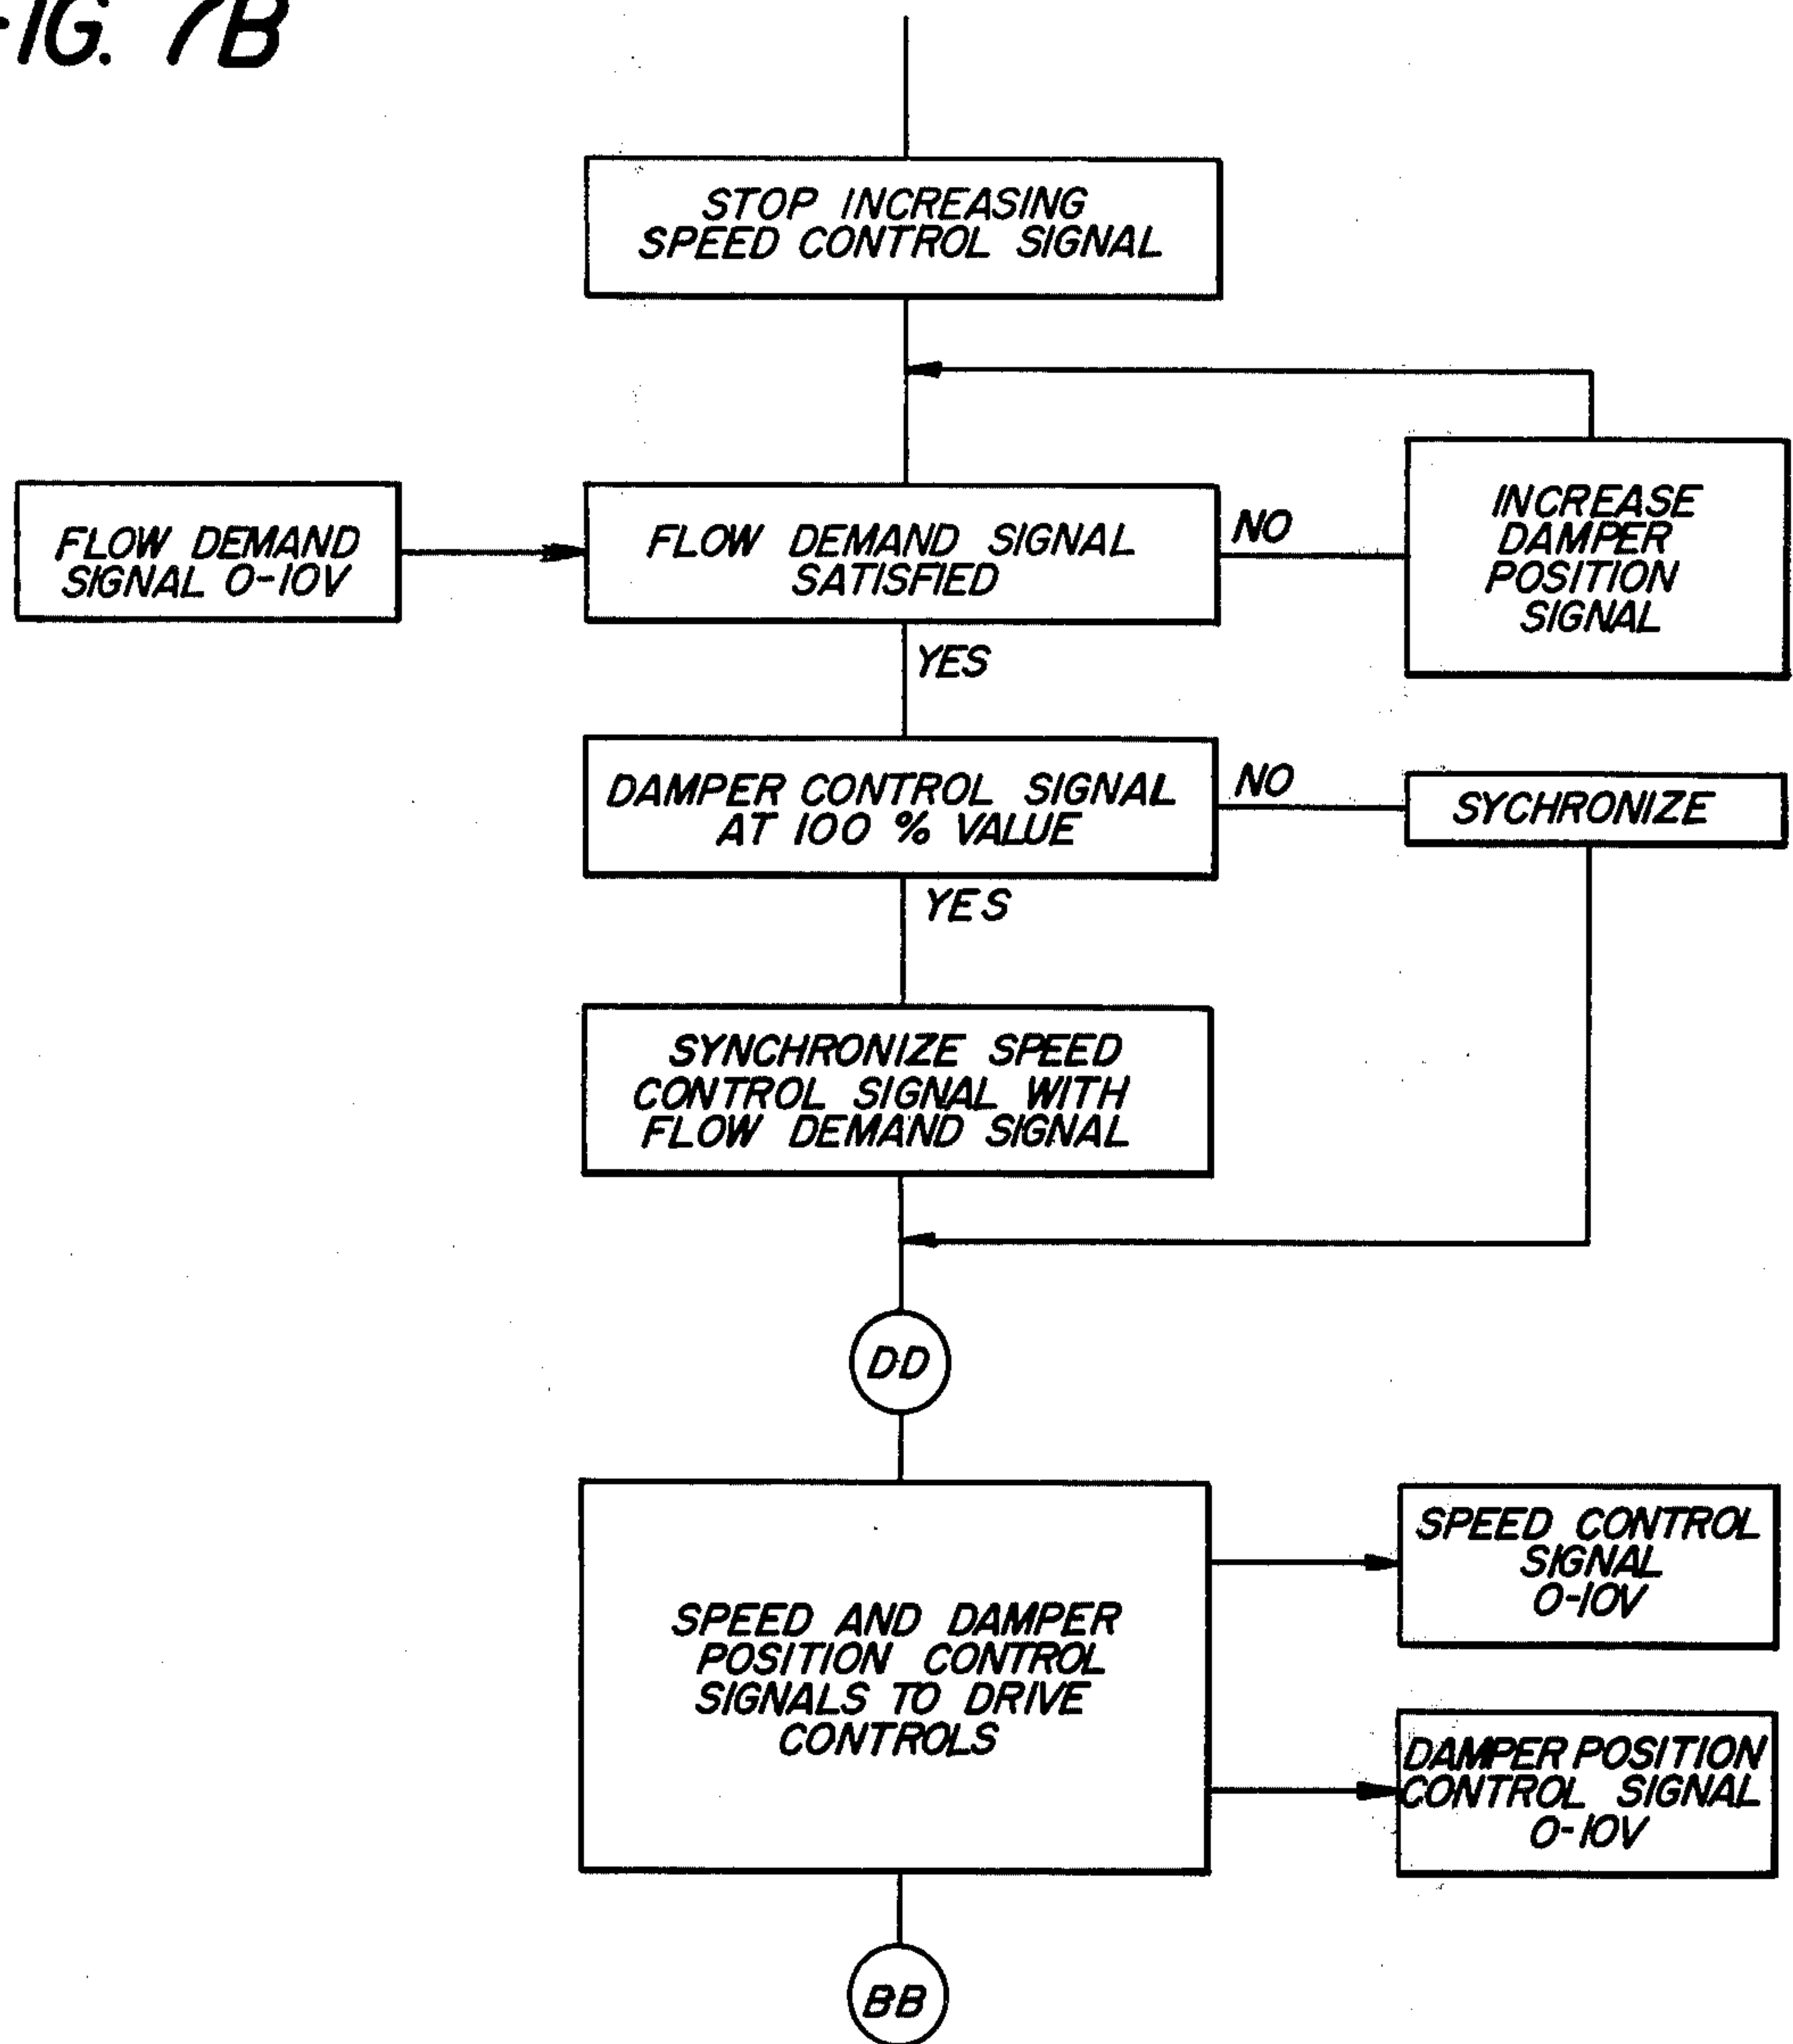 FIG. 7B
STOP INCREASING
SPEED CONTROL SIGNAL
FLOW DEMAND
SIGNAL 0-10V
FLOW DEMAND SIGNAL
SATISFIED
NO
INCREASE
DAMPER
POSITION
SIGNAL
YES
DAMPER CONTROL SIGNAL
AT 100 % VALUE
NO
SYCHRONIZE
YES
SYNCHRONIZE SPEED
CONTROL SIGNAL WITH
FLOW DEMAND SIGNAL
DD
SPEED AND DAMPER
POSITION CONTROL
SIGNALS TO DRIVE
CONTROLS
SPEED CONTROL
SIGNAL
0-10V
DAMPER POSITION
CONTROL SIGNAL
0-10V
BB